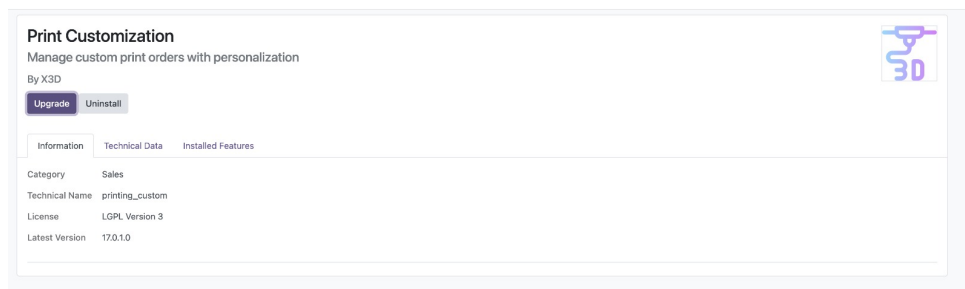 Print Customization
Manage custom print orders with personalization
By X3D
Upgrade Uninstall
Information Technical Data Installed Features
Category Sales
Technical Name printing_custom
License LGPL Version 3
Latest Version 17.0.1.0
3D